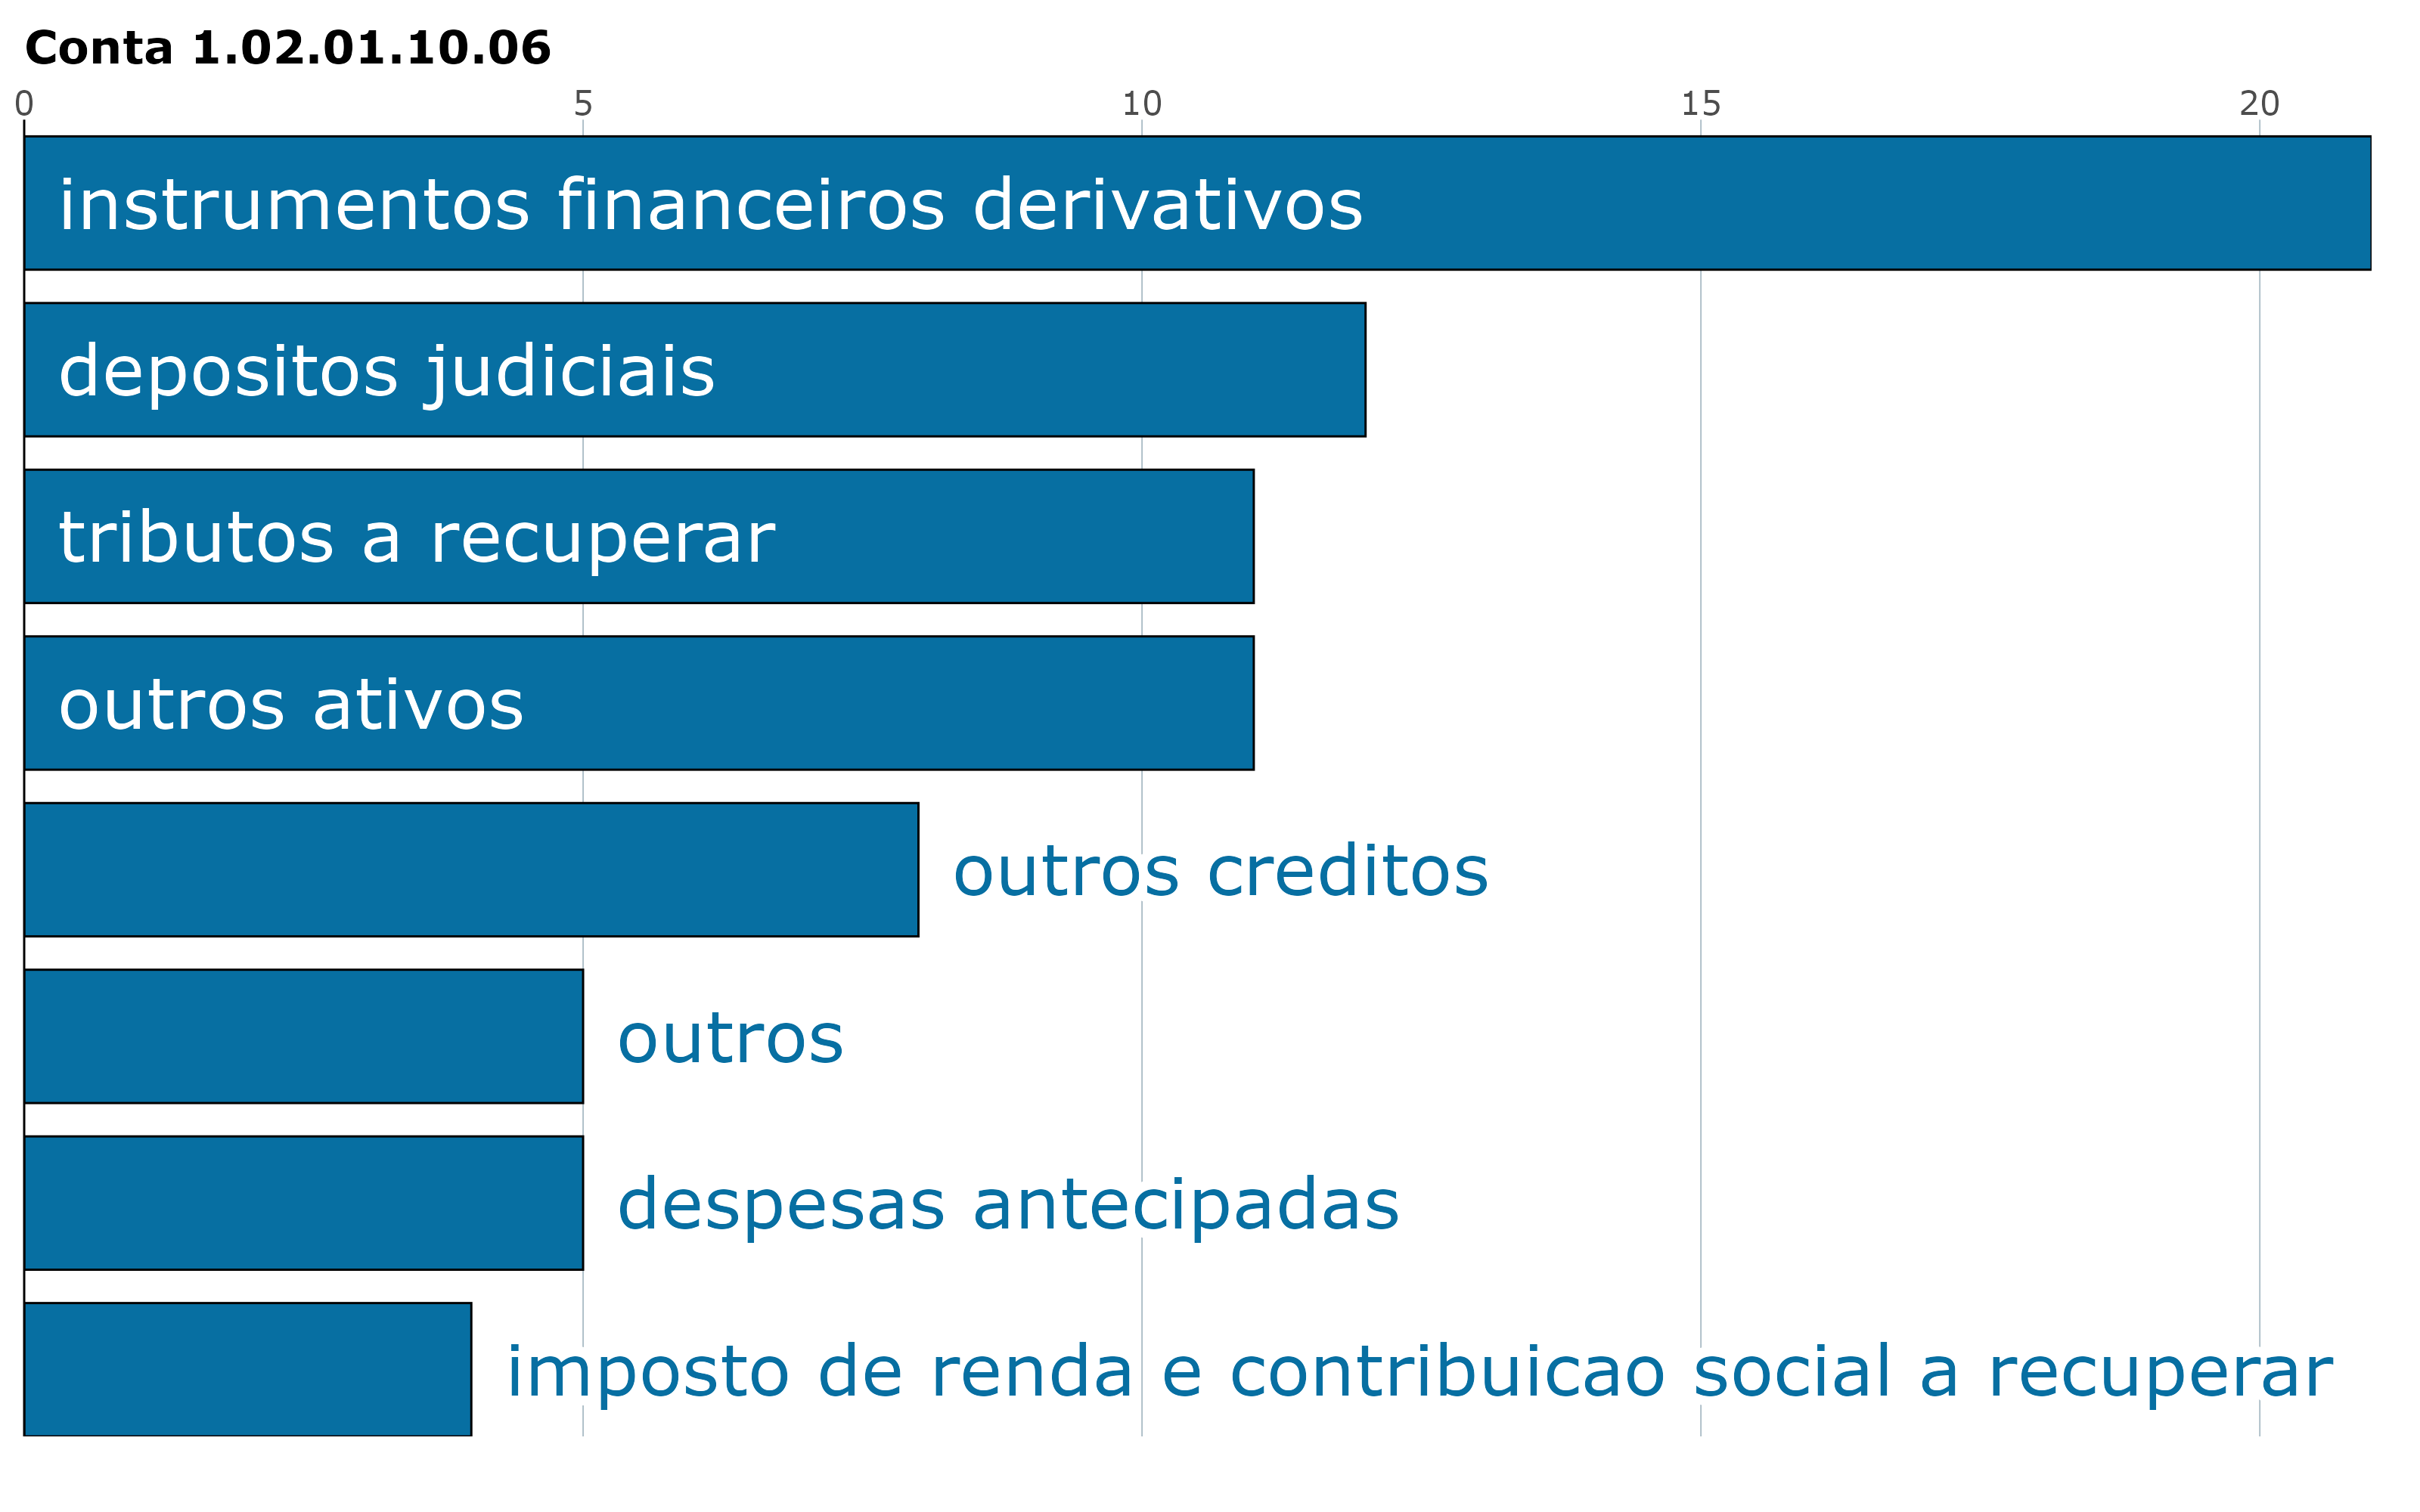 Conta 1.02.01.10.06
0 5 10 15 20
instrumentos financeiros derivativos
depositos judiciais
tributos a recuperar
outros ativos
outros creditos
outros
despesas antecipadas
imposto de renda e contribuicao social a recuperar